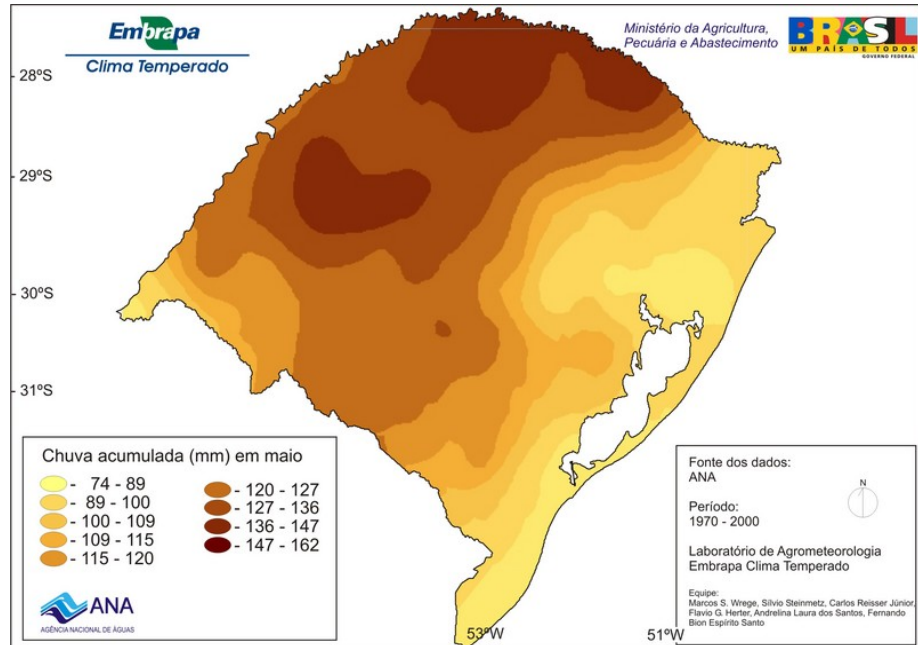 Embrapa
Clima Temperado
Ministério da Agricultura,
Pecuária e Abastecimento
BRASIL
UM PAÍS DE TODOS
GOVERNO FEDERAL
28ºS
29ºS
30ºS
31ºS
53ºW
51ºW
Chuva acumulada (mm) em maio
- 74 - 89
- 89 - 100
- 100 - 109
- 109 - 115
- 115 - 120
- 120 - 127
- 127 - 136
- 136 - 147
- 147 - 162
ANA
AGÊNCIA NACIONAL DE ÁGUAS
Fonte dos dados:
ANA
N
Período:
1970 - 2000
Laboratório de Agrometeorologia
Embrapa Clima Temperado
Equipe:
Marcos S. Wrege, Sílvio Steinmetz, Carlos Reisser Júnior,
Flavio G. Herter, Andrelina Laura dos Santos, Fernando
Bion Espírito Santo